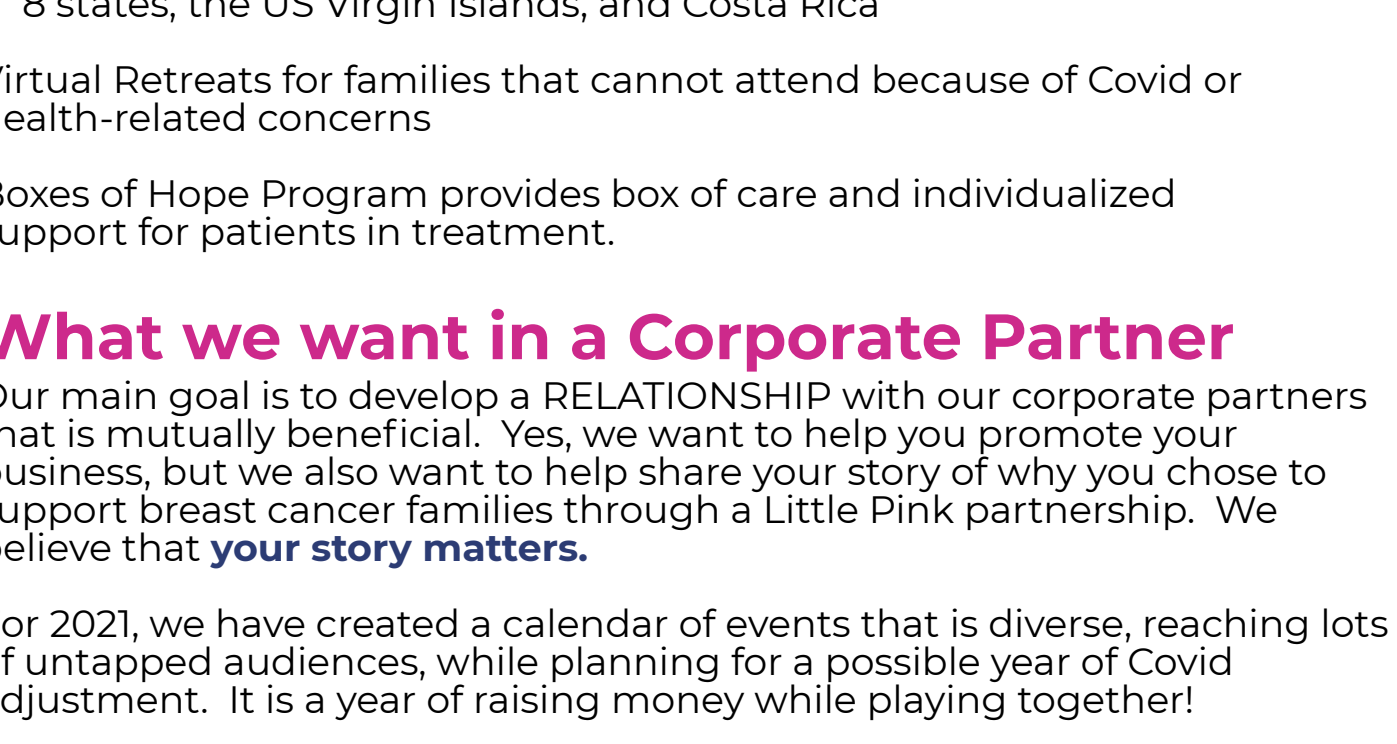 8 states, the US Virgin Islands, and Costa Rica
Virtual Retreats for families that cannot attend because of Covid or
ealth-related concerns
Boxes of Hope Program provides box of care and individualized
upport for patients in treatment.
What we want in a Corporate Partner
Our main goal is to develop a RELATIONSHIP with our corporate partners
hat is mutually beneficial.  Yes, we want to help you promote your
business, but we also want to help share your story of why you chose to
upport breast cancer families through a Little Pink partnership.  We
believe that your story matters.
or 2021, we have created a calendar of events that is diverse, reaching lots
f untapped audiences, while planning for a possible year of Covid
djustment.  It is a year of raising money while playing together!